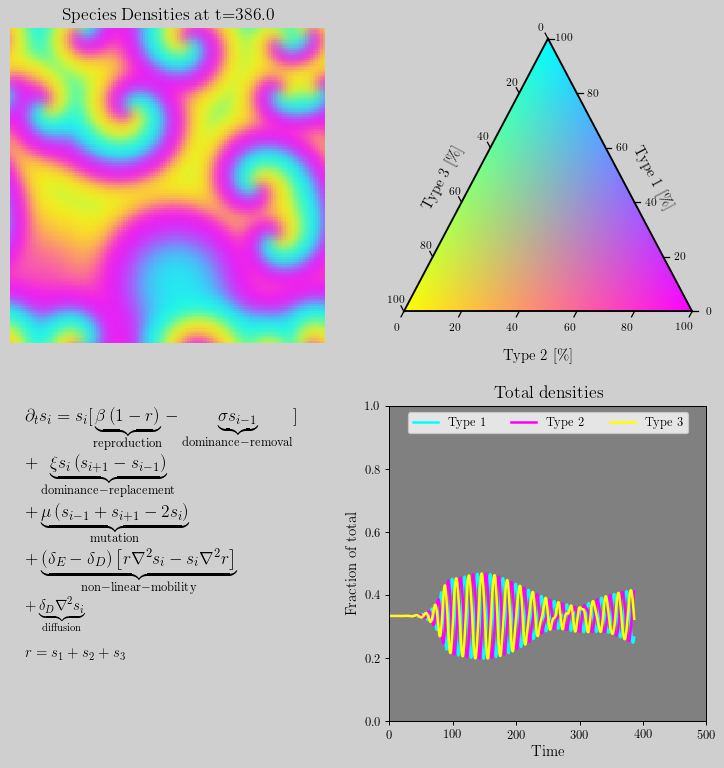 Species Densities at t=386.0
0
100
20
80
40
60
Type 3 [%]
Type 1 [%]
60
40
80
20
100
0
0 20 40 60 80 100
Type 2 [%]
∂ₜsᵢ = sᵢ[ β (1 − r) − σsᵢ₋₁ ]
reproduction dominance−removal
+ ξsᵢ (sᵢ₊₁ − sᵢ₋₁)
dominance−replacement
+ μ (sᵢ₋₁ + sᵢ₊₁ − 2sᵢ)
mutation
+ (δ_E − δ_D) [r∇²sᵢ − sᵢ∇²r]
non−linear−mobility
+ δ_D∇²sᵢ
diffusion
r = s₁ + s₂ + s₃
Total densities
Type 1 Type 2 Type 3
1.0
0.8
0.6
0.4
0.2
0.0
Fraction of total
0 100 200 300 400 500
Time